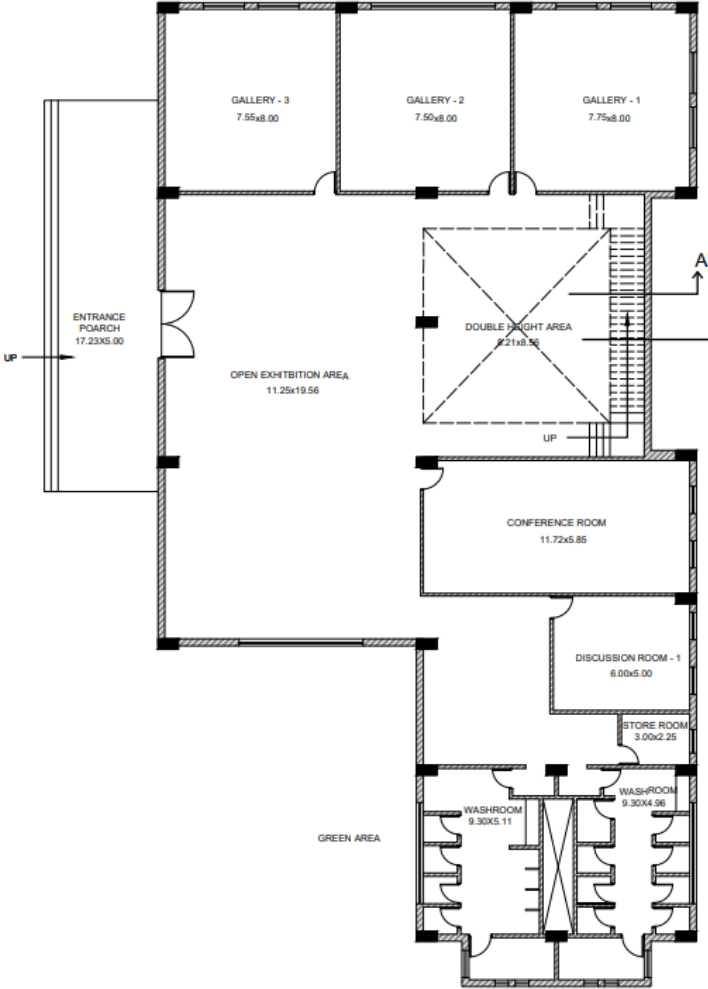 GALLERY - 3
7.55x8.00
GALLERY - 2
7.50x8.00
GALLERY - 1
7.75x8.00
A
ENTRANCE
POARCH
17.23X5.00
UP
DOUBLE HEIGHT AREA
8.21x8.56
OPEN EXHITBITION AREA
11.25x19.56
UP
CONFERENCE ROOM
11.72x5.85
DISCUSSION ROOM - 1
6.00x5.00
STORE ROOM
3.00x2.25
WASHROOM
9.30X5.11
WASHROOM
9.30X4.96
GREEN AREA